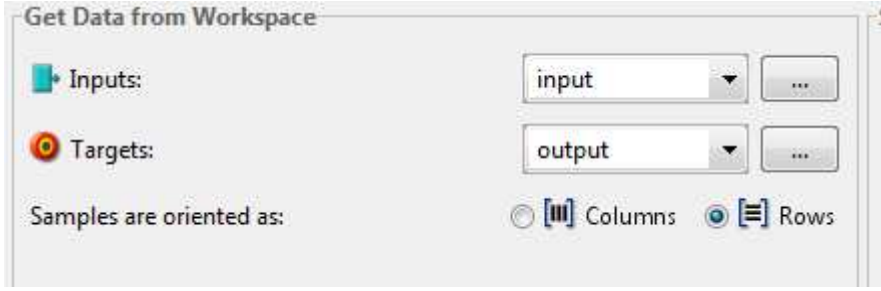 Get Data from Workspace
Inputs: input ...
Targets: output ...
Samples are oriented as: Columns Rows